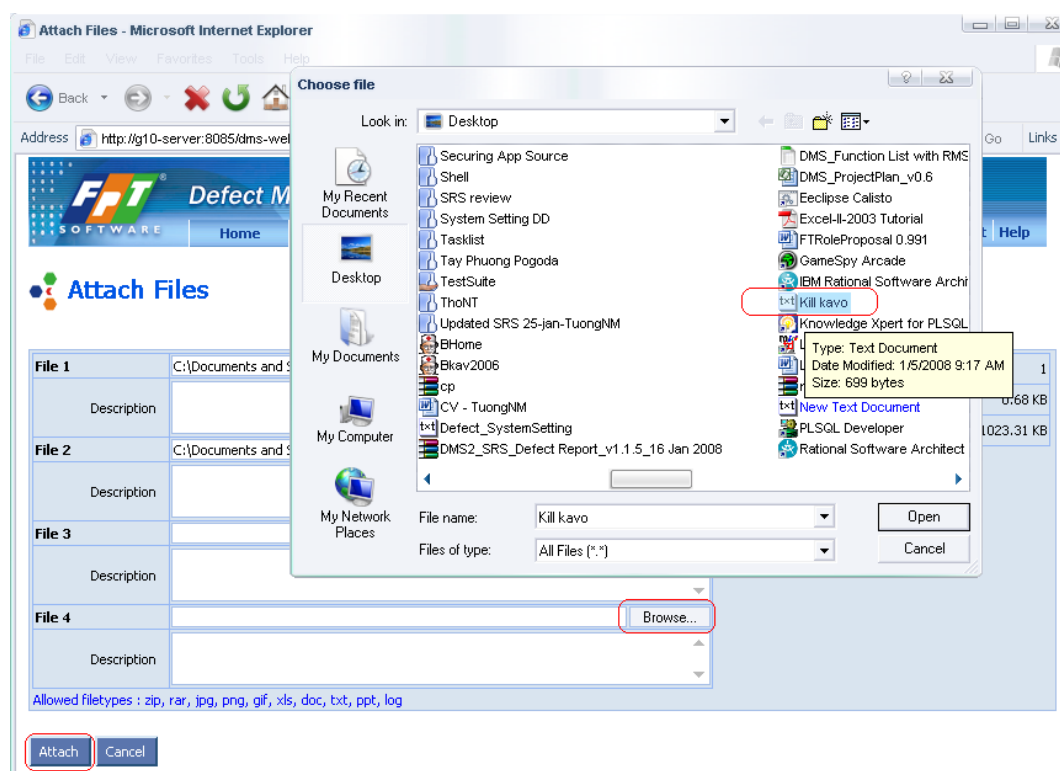 Attach Files - Microsoft Internet Explorer
File Edit View Favorites Tools Help
Back
Address http://g10-server:8085/dms-wel
Go Links
FPT ®
SOFTWARE
Defect M
Home
t Help
Attach Files
File 1 C:\Documents and S
1
Description
0.68 KB
1023.31 KB
File 2 C:\Documents and S
Description
File 3
Description
File 4 Browse...
Description
Allowed filetypes : zip, rar, jpg, png, gif, xls, doc, txt, ppt, log
Attach Cancel
Choose file
Look in: Desktop
My Recent
Documents
Desktop
My Documents
My Computer
My Network
Places
Securing App Source
Shell
SRS review
System Setting DD
Tasklist
Tay Phuong Pogoda
TestSuite
ThoNT
Updated SRS 25-jan-TuongNM
BHome
Bkav2006
cp
CV - TuongNM
Defect_SystemSetting
DMS2_SRS_Defect Report_v1.1.5_16 Jan 2008
DMS_Function List with RMS
DMS_ProjectPlan_v0.6
Eeclipse Calisto
Excel-II-2003 Tutorial
FTRoleProposal 0.991
GameSpy Arcade
IBM Rational Software Archi
Kill kavo
Knowledge Xpert for PLSQL
L
L
r
New Text Document
PLSQL Developer
Rational Software Architect
Type: Text Document
Date Modified: 1/5/2008 9:17 AM
Size: 699 bytes
File name: Kill kavo
Open
Files of type: All Files (*.*)
Cancel